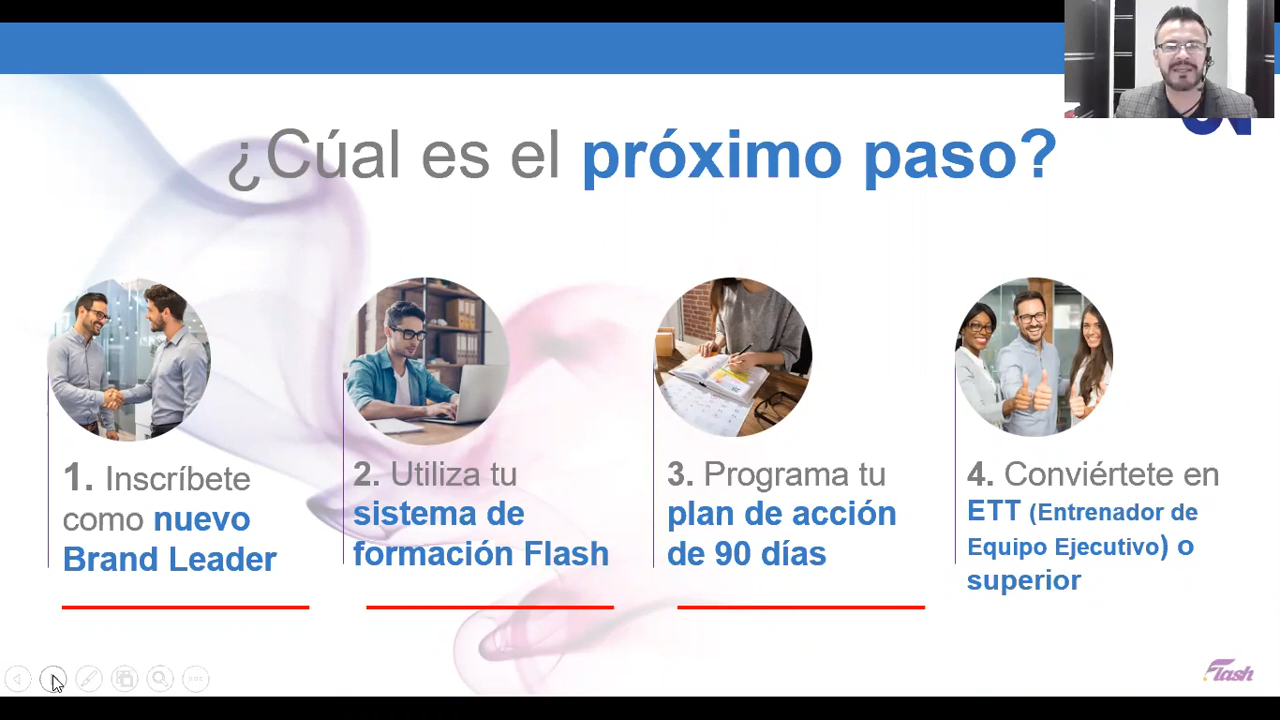 ¿Cúal es el próximo paso?
1. Inscríbete
como nuevo
Brand Leader
2. Utiliza tu
sistema de
formación Flash
3. Programa tu
plan de acción
de 90 días
4. Conviértete en
ETT (Entrenador de
Equipo Ejecutivo) o
superior
Flash